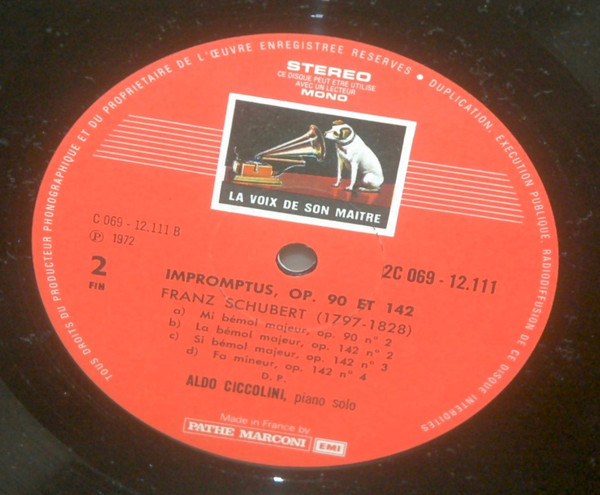 TOUS DROITS DU PRODUCTEUR PHONOGRAPHIQUE ET DU PROPRIETAIRE DE L'ŒUVRE ENREGISTREE RESERVES • DUPLICATION, EXECUTION PUBLIQUE, RADIODIFFUSION DE CE DISQUE INTERDITES
STEREO
CE DISQUE PEUT ETRE UTILISE
AVEC UN LECTEUR
MONO
LA VOIX DE SON MAITRE
C 069 - 12.111 B
Ⓟ 1972
2
FIN
2C 069 - 12.111
IMPROMPTUS, OP. 90 ET 142
FRANZ SCHUBERT (1797-1828)
a) Mi bémol majeur, op. 90 n° 2
b) La bémol majeur, op. 142 n° 2
c) Si bémol majeur, op. 142 n° 3
d) Fa mineur, op. 142 n° 4
D.P.
ALDO CICCOLINI, piano solo
Made in France by
PATHE MARCONI EMI